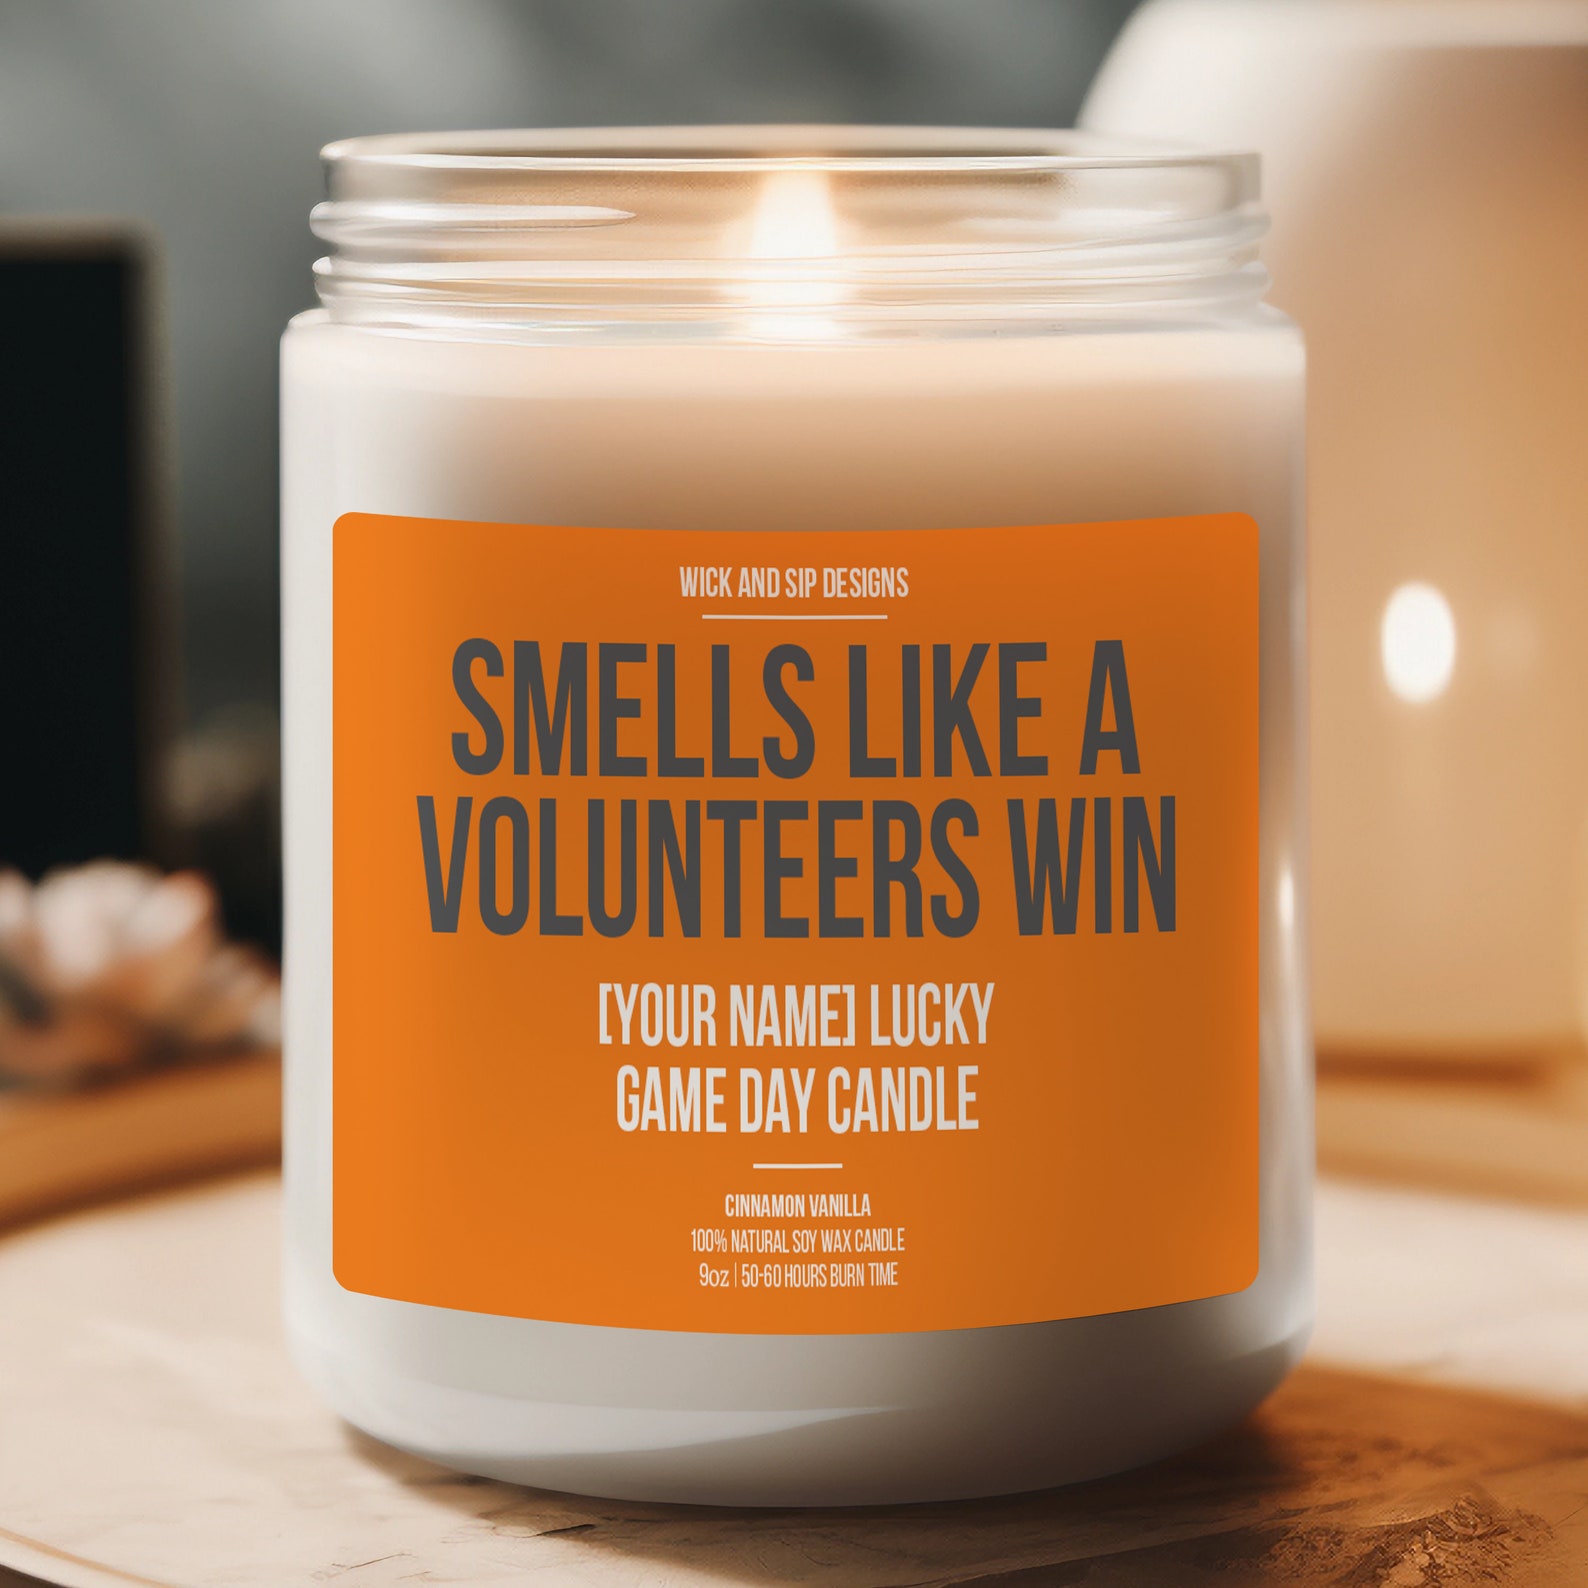 WICK AND SIP DESIGNS
SMELLS LIKE A
VOLUNTEERS WIN
[YOUR NAME] LUCKY
GAME DAY CANDLE
CINNAMON VANILLA
100% NATURAL SOY WAX CANDLE
9oz | 50-60 HOURS BURN TIME